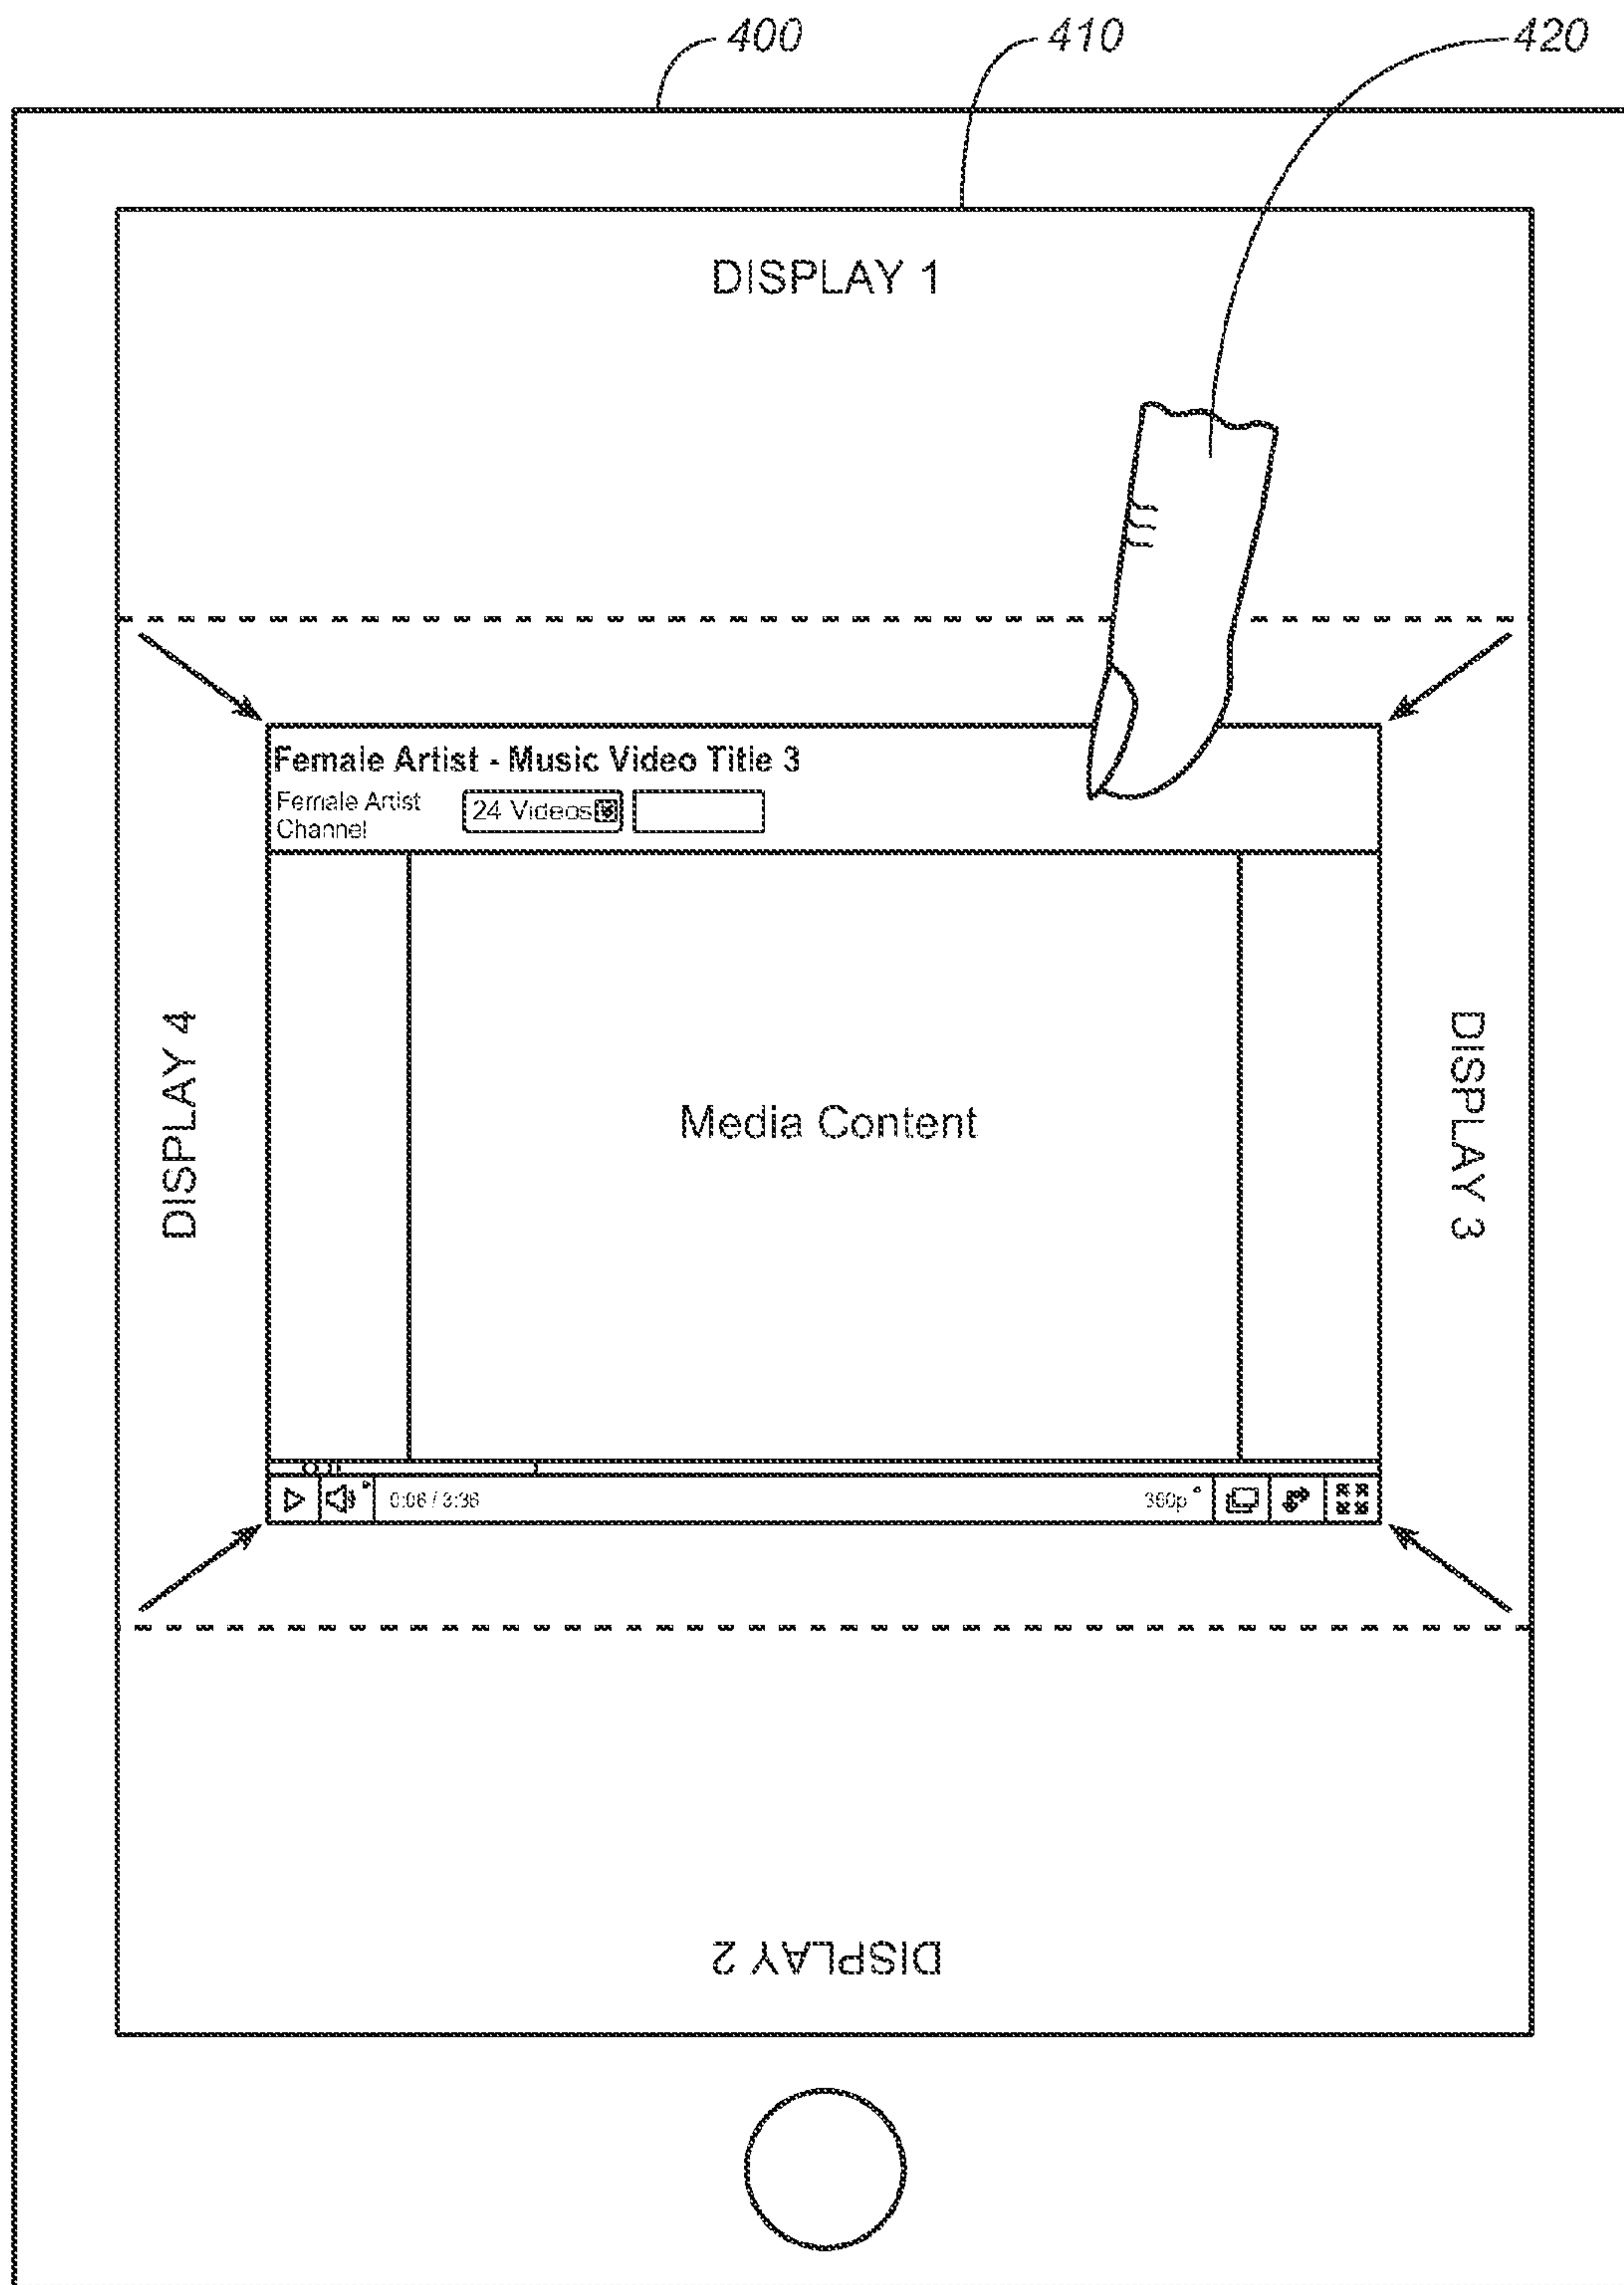 400
410
420
DISPLAY 1
Female Artist - Music Video Title 3
Female Artist
Channel
24 Videos
DISPLAY 4
Media Content
DISPLAY 3
0:06 / 3:36
360p
DISPLAY 2